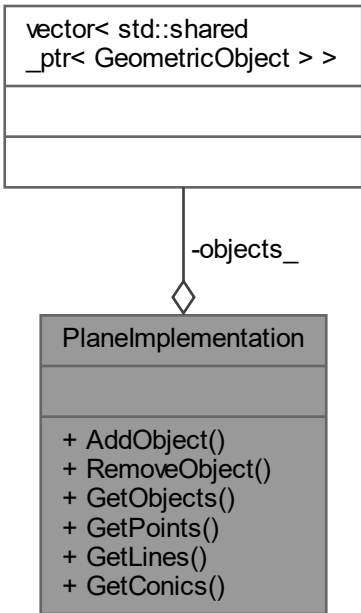 vector< std::shared
_ptr< GeometricObject > >
-objects_
PlaneImplementation
+ AddObject()
+ RemoveObject()
+ GetObjects()
+ GetPoints()
+ GetLines()
+ GetConics()